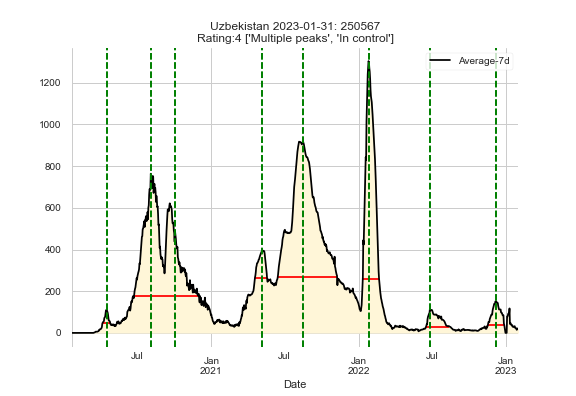 Uzbekistan 2023-01-31: 250567
Rating:4 ['Multiple peaks', 'In control']
Average-7d
1200
1000
800
600
400
200
0
Jul
Jan
2021
Jul
Jan
2022
Jul
Jan
2023
Date